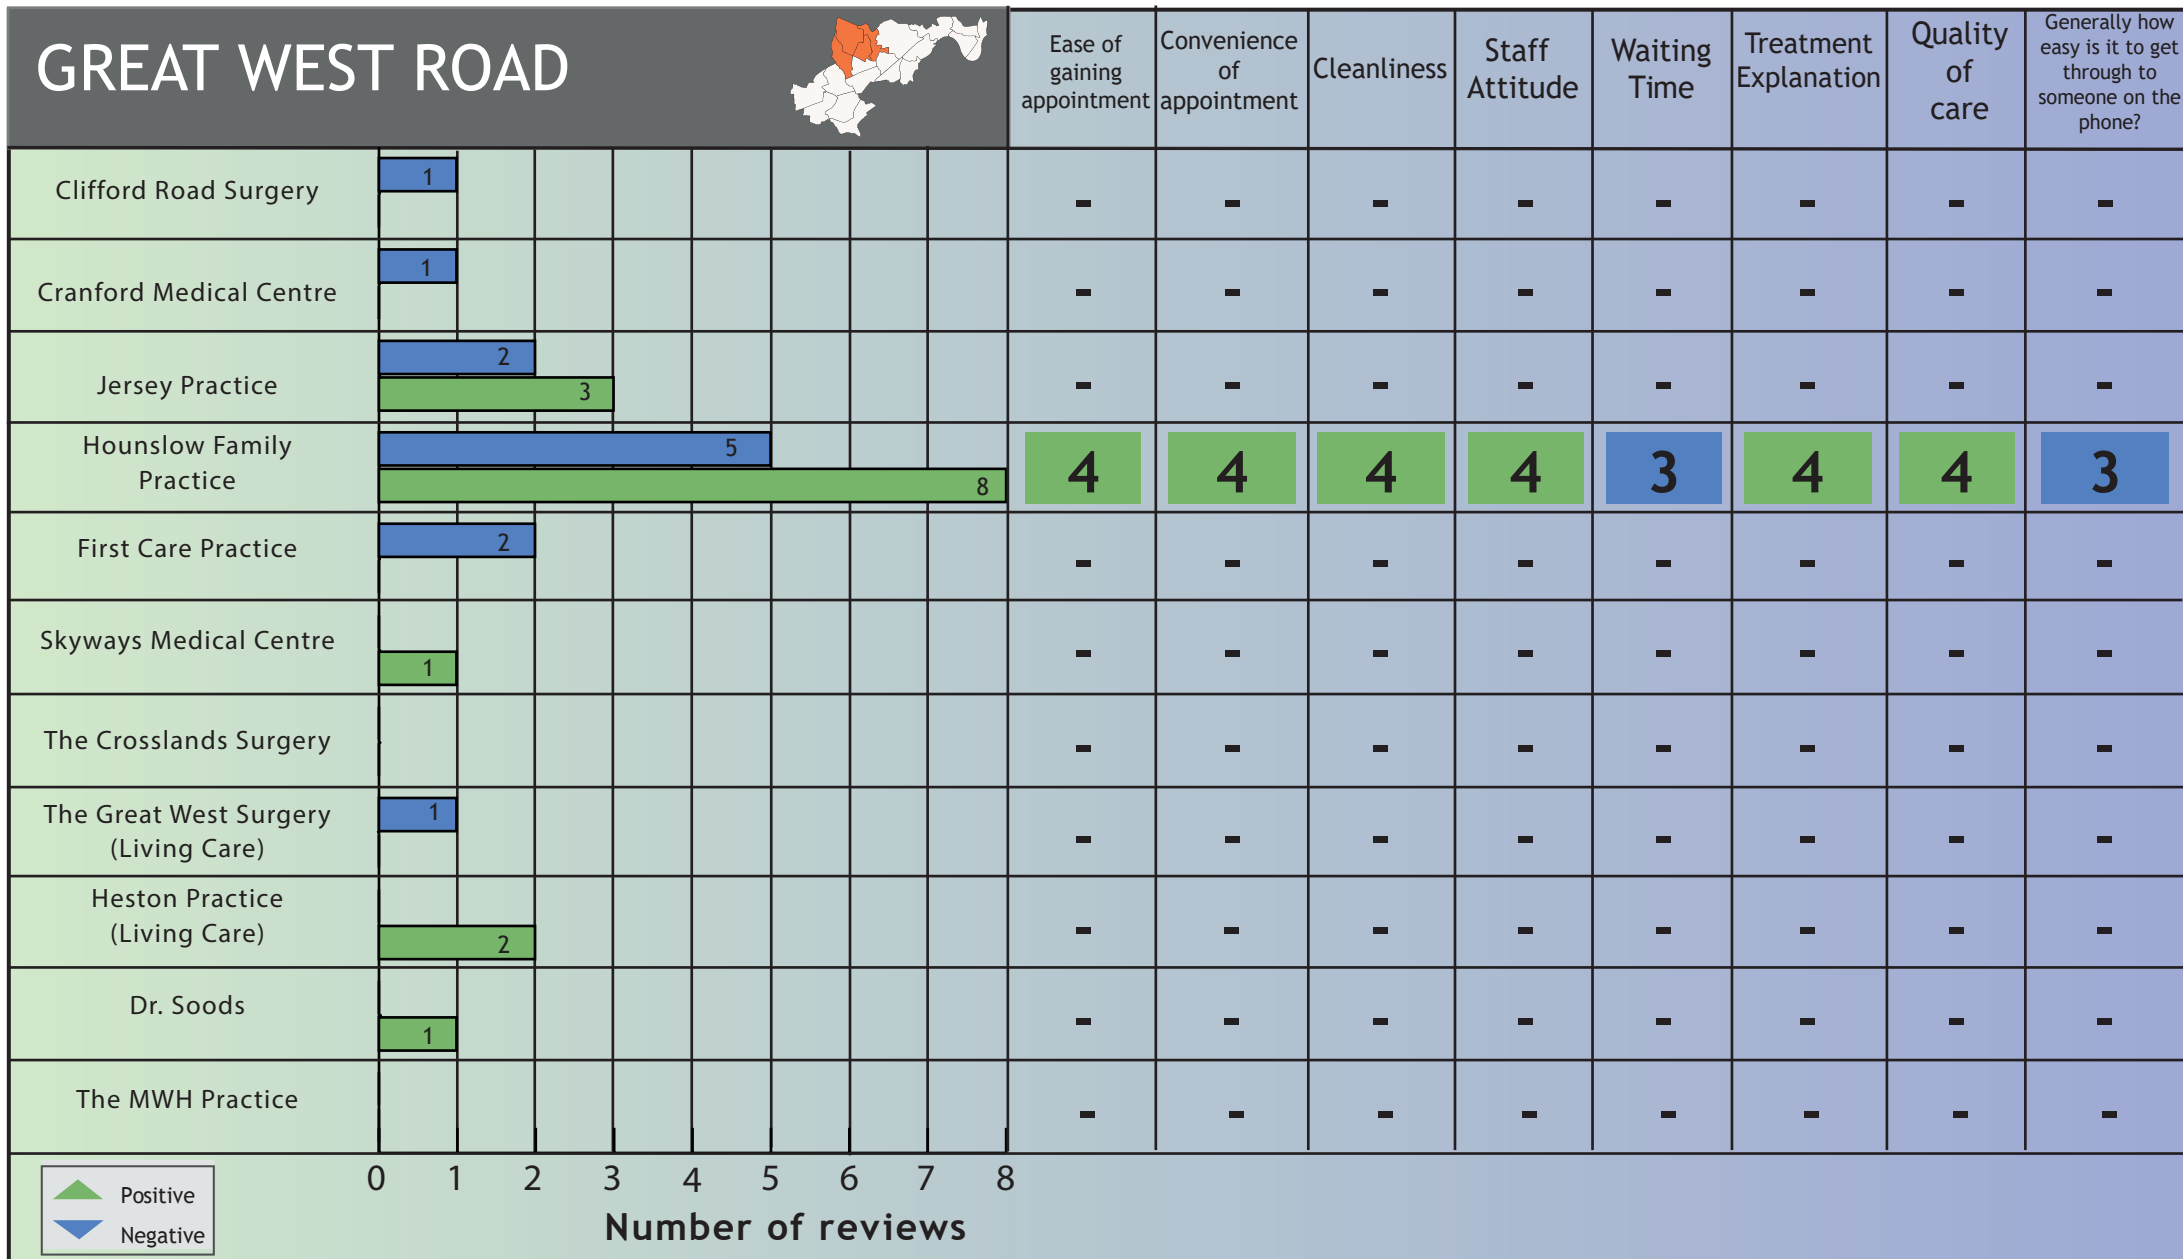 GREAT WEST ROAD
Ease of
gaining
appointment
Convenience
of
appointment
Cleanliness
Staff
Attitude
Waiting
Time
Treatment
Explanation
Quality
of
care
Generally how
easy is it to get
through to
someone on the
phone?
Clifford Road Surgery
1
- - - - - - - -
Cranford Medical Centre
1
- - - - - - - -
Jersey Practice
2
3
- - - - - - - -
Hounslow Family
Practice
5
8
4 4 4 4 3 4 4 3
First Care Practice
2
- - - - - - - -
Skyways Medical Centre
1
- - - - - - - -
The Crosslands Surgery
- - - - - - - -
The Great West Surgery
(Living Care)
1
- - - - - - - -
Heston Practice
(Living Care)
2
- - - - - - - -
Dr. Soods
1
- - - - - - - -
The MWH Practice
- - - - - - - -
0 1 2 3 4 5 6 7 8
Number of reviews
Positive
Negative